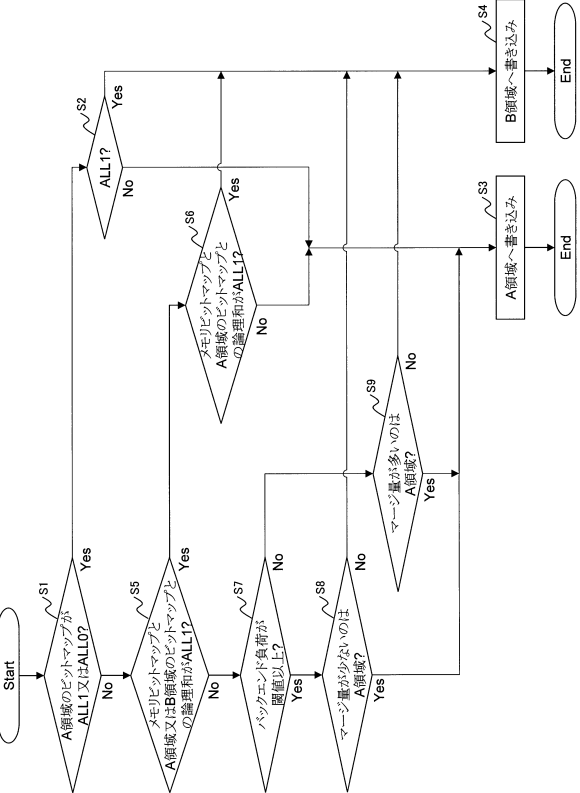 Start
S1
A領域のビットマップが
ALL1又はALL0?
Yes
No
S2
ALL1?
Yes
No
S5
メモリビットマップと
A領域又はB領域のビットマップと
の論理和がALL1?
Yes
No
S6
メモリビットマップと
A領域のビットマップと
の論理和がALL1?
Yes
No
S7
バックエンド負荷が
閾値以上?
No
Yes
S8
マージ量が少ないのは
A領域?
No
Yes
S9
マージ量が多いのは
A領域?
No
Yes
S3
A領域へ書き込み
End
S4
B領域へ書き込み
End